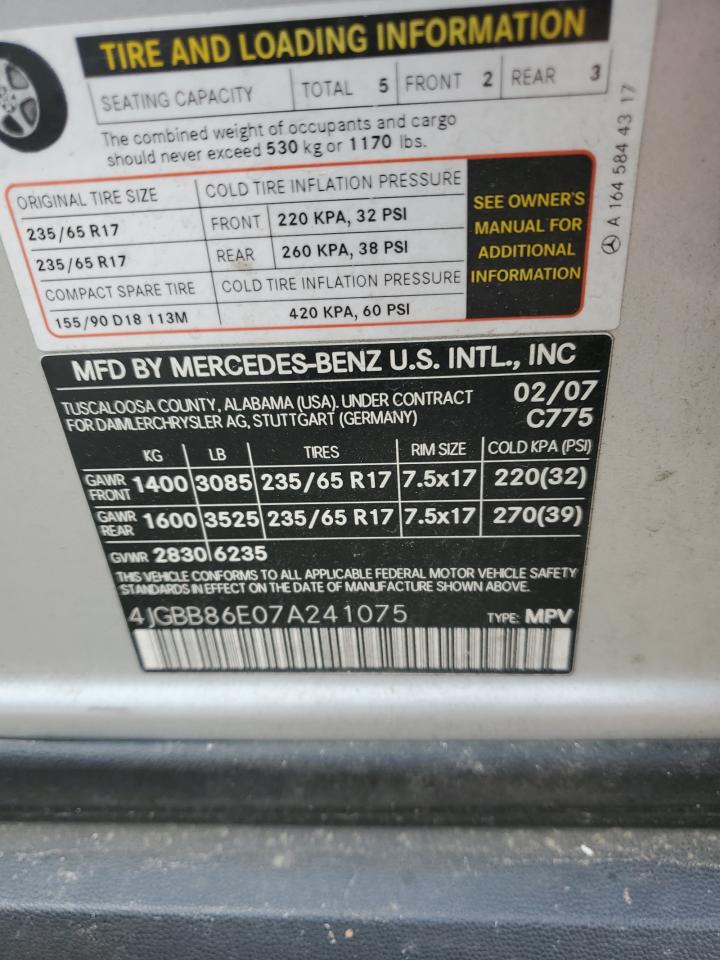 TIRE AND LOADING INFORMATION
SEATING CAPACITY TOTAL 5 FRONT 2 REAR 3
The combined weight of occupants and cargo
should never exceed 530 kg or 1170 lbs.
ORIGINAL TIRE SIZE COLD TIRE INFLATION PRESSURE
235/65 R17 FRONT 220 KPA, 32 PSI
235/65 R17 REAR 260 KPA, 38 PSI
COMPACT SPARE TIRE COLD TIRE INFLATION PRESSURE
155/90 D18 113M 420 KPA, 60 PSI
SEE OWNER'S
MANUAL FOR
ADDITIONAL
INFORMATION
A 164 584 43 17
MFD BY MERCEDES-BENZ U.S. INTL., INC
TUSCALOOSA COUNTY, ALABAMA (USA). UNDER CONTRACT 02/07
FOR DAIMLERCHRYSLER AG, STUTTGART (GERMANY) C775
KG LB TIRES RIM SIZE COLD KPA (PSI)
GAWR FRONT 1400 3085 235/65 R17 7.5x17 220(32)
GAWR REAR 1600 3525 235/65 R17 7.5x17 270(39)
GVWR 2830 6235
THIS VEHICLE CONFORMS TO ALL APPLICABLE FEDERAL MOTOR VEHICLE SAFETY
STANDARDS IN EFFECT ON THE DATE OF MANUFACTURE SHOWN ABOVE.
4JGBB86E07A241075 TYPE: MPV